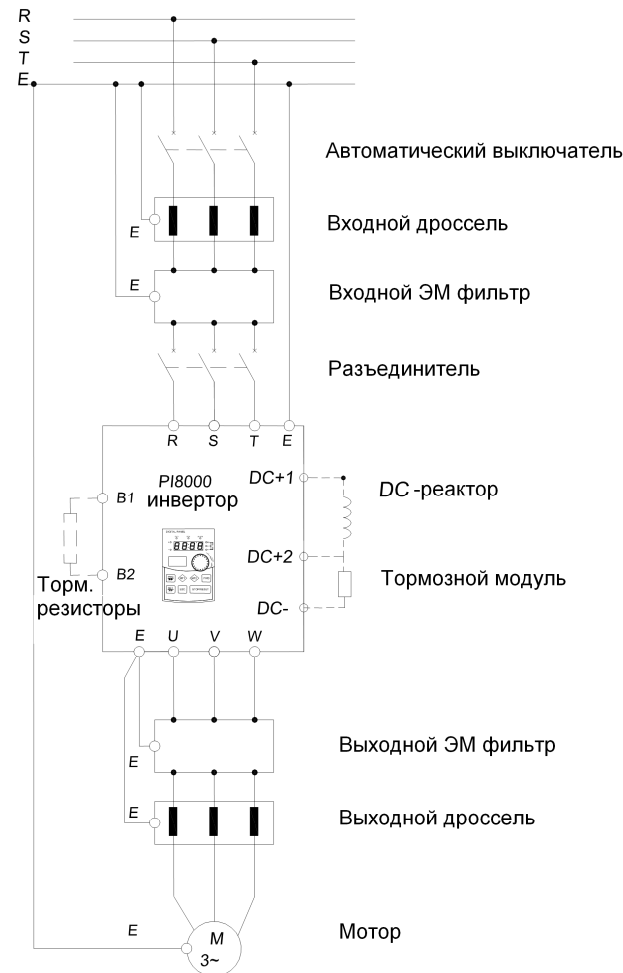 R
S
T
E
Автоматический выключатель
Входной дроссель
E
Входной ЭМ фильтр
E
Разъединитель
R S T E
PI8000
инвертор
DC+1
B1
DC -реактор
8888
DC+2
B2
Тормозной модуль
Торм.
резисторы
DC-
E U V W
Выходной ЭМ фильтр
E
E
Выходной дроссель
E
M
3~
Мотор